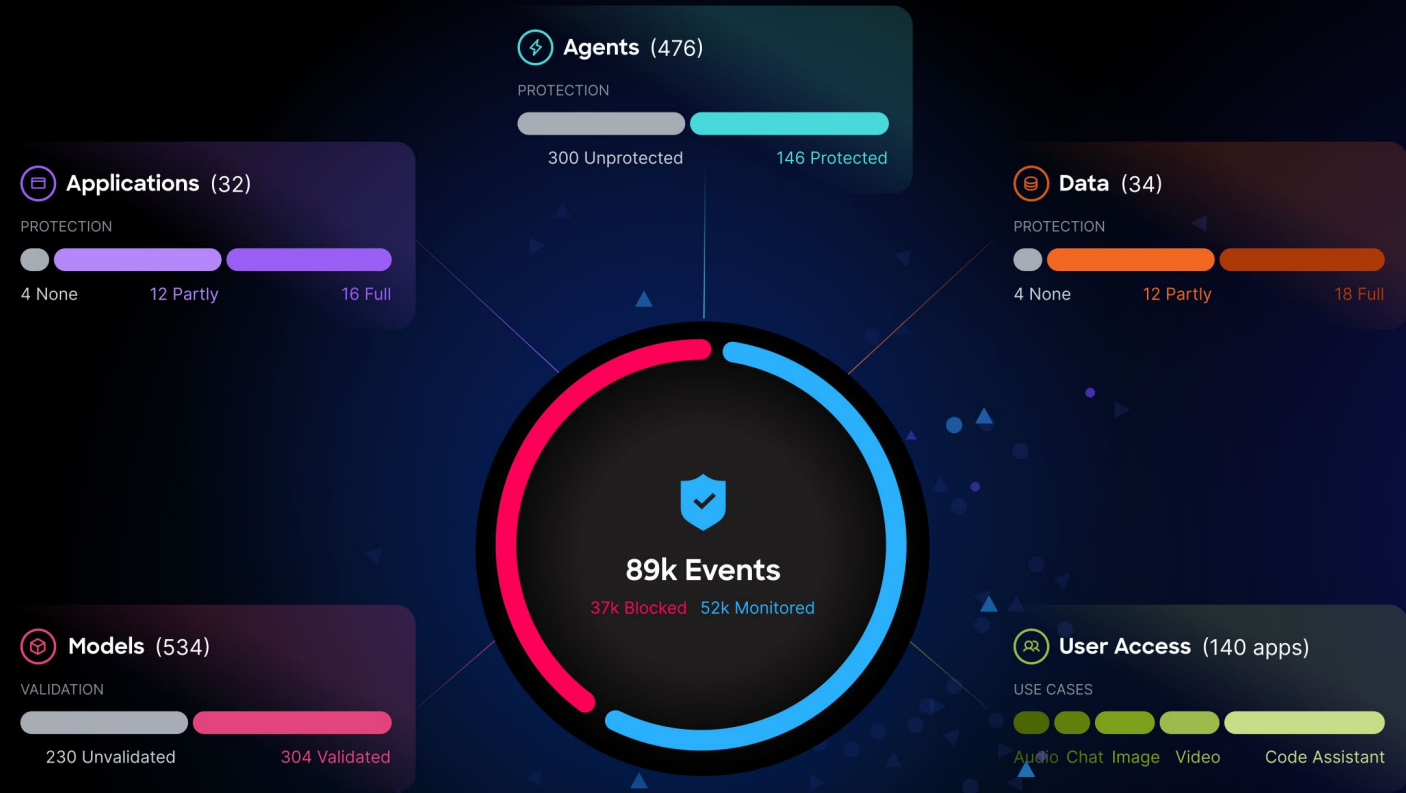 Agents (476)
PROTECTION
300 Unprotected 146 Protected
Applications (32)
PROTECTION
4 None 12 Partly 16 Full
Data (34)
PROTECTION
4 None 12 Partly 18 Full
89k Events
37k Blocked 52k Monitored
Models (534)
VALIDATION
230 Unvalidated 304 Validated
User Access (140 apps)
USE CASES
Audio Chat Image Video Code Assistant